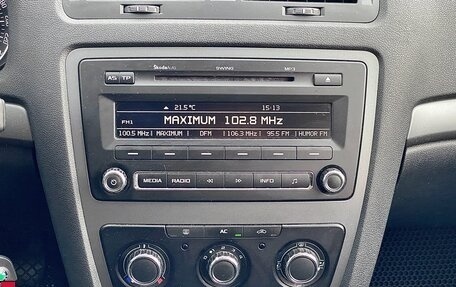 ŠkodaAuto SWING MP3
AS TP
21.5°C 15:13
FM1 MAXIMUM 102.8 MHz
100.5 MHz | MAXIMUM | DFM | 106.3 MHz | 95.5 FM | HUMOR FM
MEDIA RADIO INFO
AC